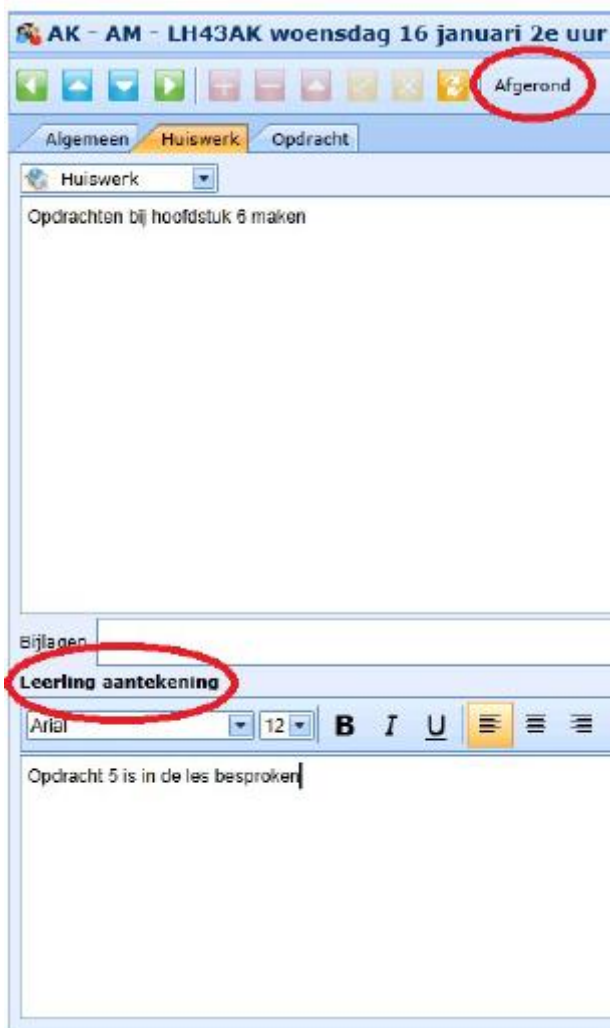 AK - AM - LH43AK woensdag 16 januari 2e uur
Afgerond
Algemeen Huiswerk Opdracht
Huiswerk
Opdrachten bij hoofdstuk 6 maken
Bijlagen
Leerling aantekening
Arial 12 B I U
Opdracht 5 is in de les besproken